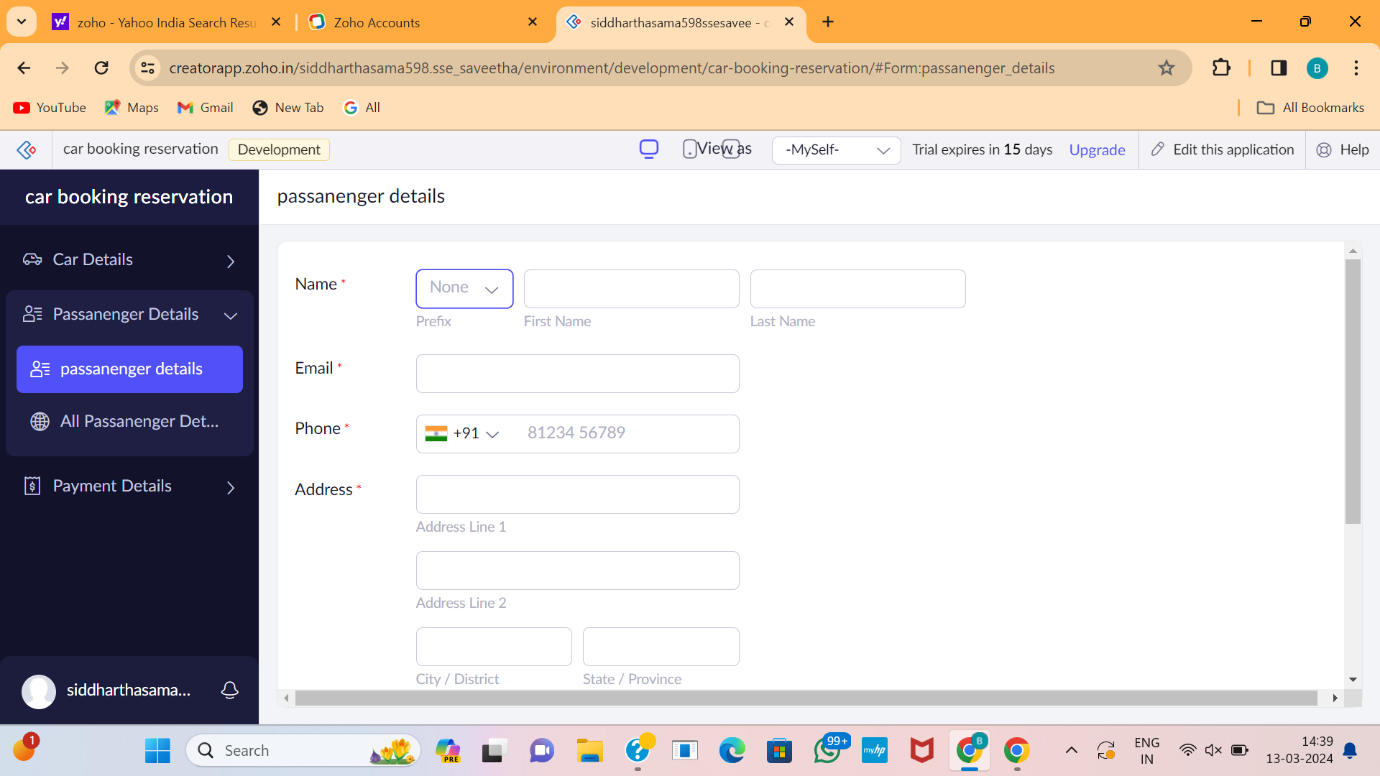 zoho - Yahoo India Search Resu
Zoho Accounts
siddharthasama598ssesavee - c
creatorapp.zoho.in/siddharthasama598.sse_saveetha/environment/development/car-booking-reservation/#Form:passanenger_details
B
YouTube
Maps
Gmail
New Tab
All
All Bookmarks
car booking reservation
Development
View as
-MySelf-
Trial expires in 15 days
Upgrade
Edit this application
Help
car booking reservation
passanenger details
Car Details
Passanenger Details
passanenger details
All Passanenger Det...
Payment Details
siddharthasama...
Name *
None
Prefix
First Name
Last Name
Email *
Phone *
+91
81234 56789
Address *
Address Line 1
Address Line 2
City / District
State / Province
1
Search
PRE
99+
myhp
B
ENG
IN
14:39
13-03-2024